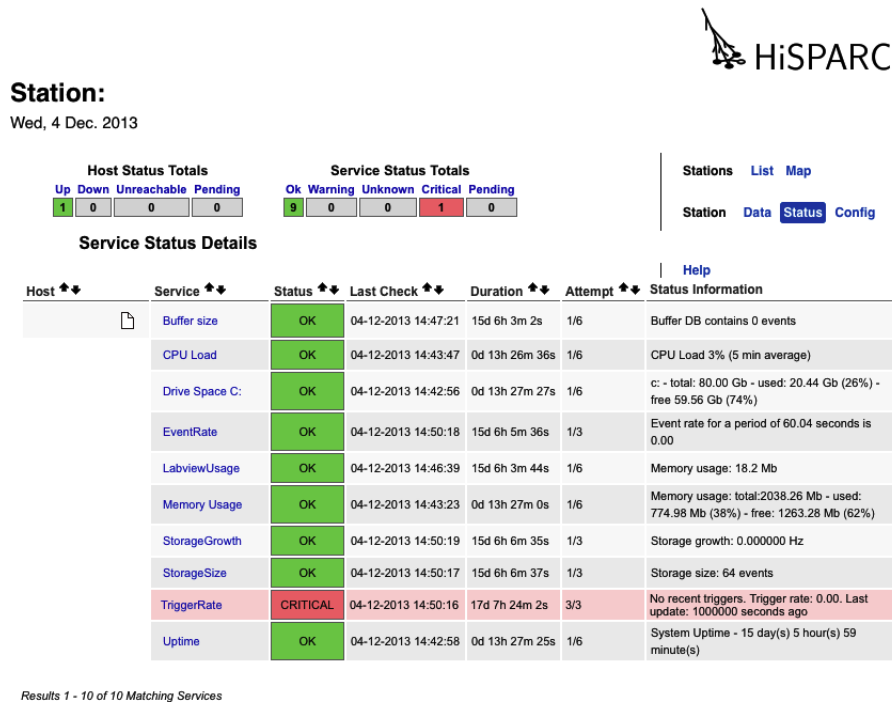 HiSPARC
Station:
Wed, 4 Dec. 2013
Host Status Totals
Up Down Unreachable Pending
1 0 0 0
Service Status Totals
Ok Warning Unknown Critical Pending
9 0 0 1 0
Stations List Map
Station Data Status Config
Help
Service Status Details
Host Service Status Last Check Duration Attempt Status Information
Buffer size OK 04-12-2013 14:47:21 15d 6h 3m 2s 1/6 Buffer DB contains 0 events
CPU Load OK 04-12-2013 14:43:47 0d 13h 26m 36s 1/6 CPU Load 3% (5 min average)
Drive Space C: OK 04-12-2013 14:42:56 0d 13h 27m 27s 1/6 c: - total: 80.00 Gb - used: 20.44 Gb (26%) -
free 59.56 Gb (74%)
EventRate OK 04-12-2013 14:50:18 15d 6h 5m 36s 1/3 Event rate for a period of 60.04 seconds is
0.00
LabviewUsage OK 04-12-2013 14:46:39 15d 6h 3m 44s 1/6 Memory usage: 18.2 Mb
Memory Usage OK 04-12-2013 14:43:23 0d 13h 27m 0s 1/6 Memory usage: total:2038.26 Mb - used:
774.98 Mb (38%) - free: 1263.28 Mb (62%)
StorageGrowth OK 04-12-2013 14:50:19 15d 6h 6m 35s 1/3 Storage growth: 0.000000 Hz
StorageSize OK 04-12-2013 14:50:17 15d 6h 6m 37s 1/3 Storage size: 64 events
TriggerRate CRITICAL 04-12-2013 14:50:16 17d 7h 24m 2s 3/3 No recent triggers. Trigger rate: 0.00. Last
update: 1000000 seconds ago
Uptime OK 04-12-2013 14:42:58 0d 13h 27m 25s 1/6 System Uptime - 15 day(s) 5 hour(s) 59
minute(s)
Results 1 - 10 of 10 Matching Services